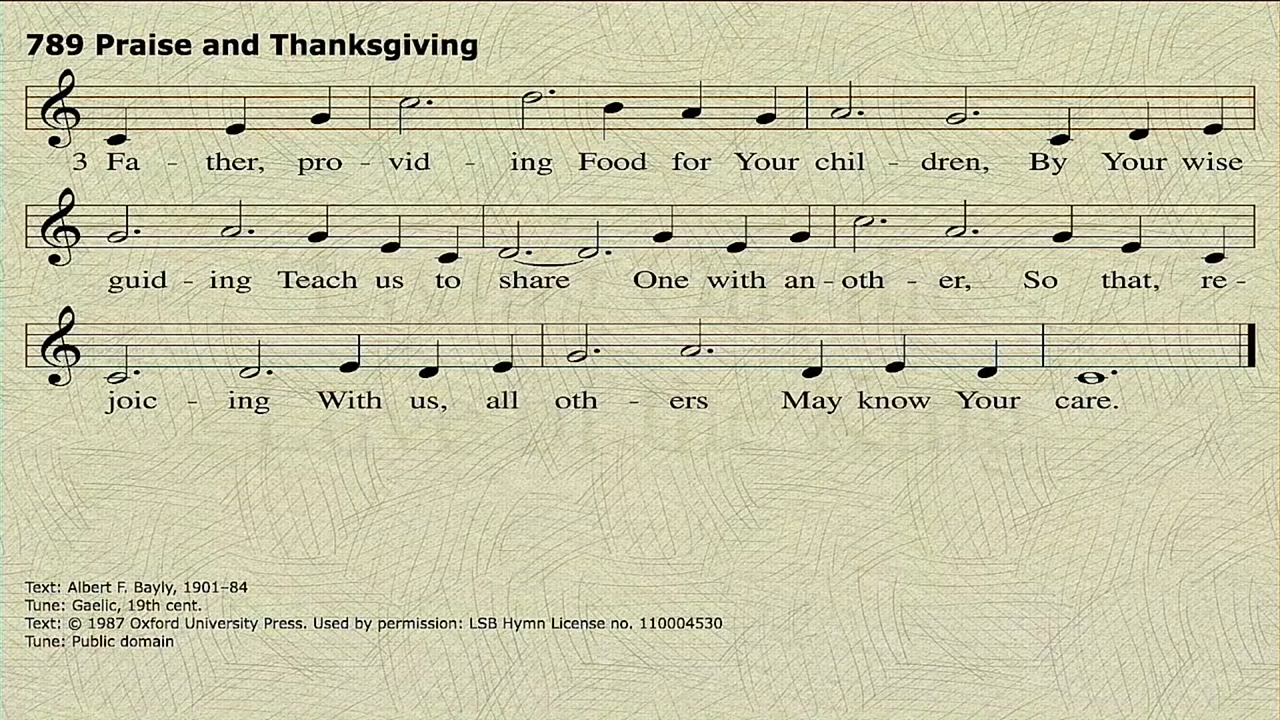 789 Praise and Thanksgiving
3 Fa - ther, pro - vid - ing Food for Your chil - dren, By Your wise
guid - ing Teach us to share One with an - oth - er, So that, re -
joic - ing With us, all oth - ers May know Your care.
Text: Albert F. Bayly, 1901–84
Tune: Gaelic, 19th cent.
Text: © 1987 Oxford University Press. Used by permission: LSB Hymn License no. 110004530
Tune: Public domain